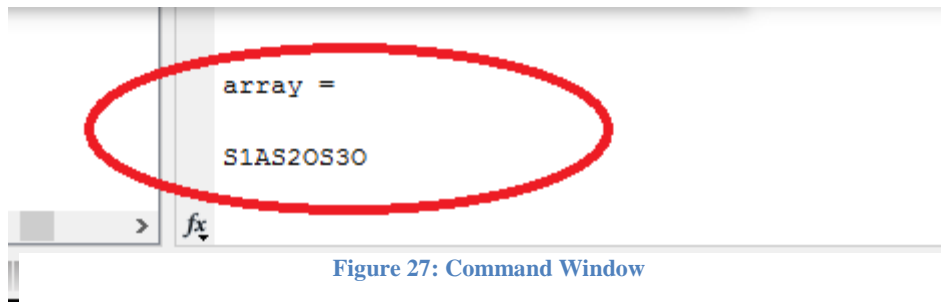 array =
S1AS2OS3O
fx
Figure 27: Command Window